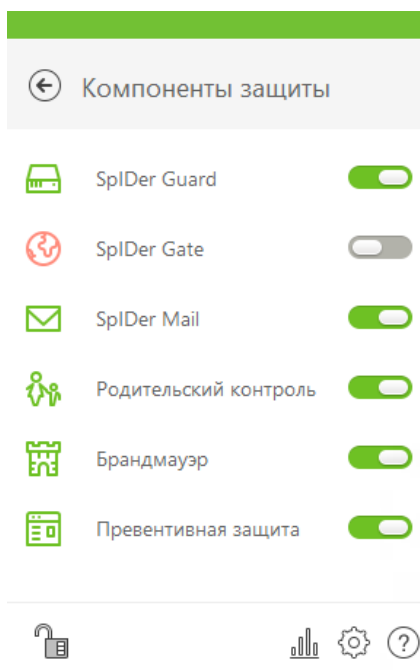 Компоненты защиты
SpIDer Guard
SpIDer Gate
SpIDer Mail
Родительский контроль
Брандмауэр
Превентивная защита
?